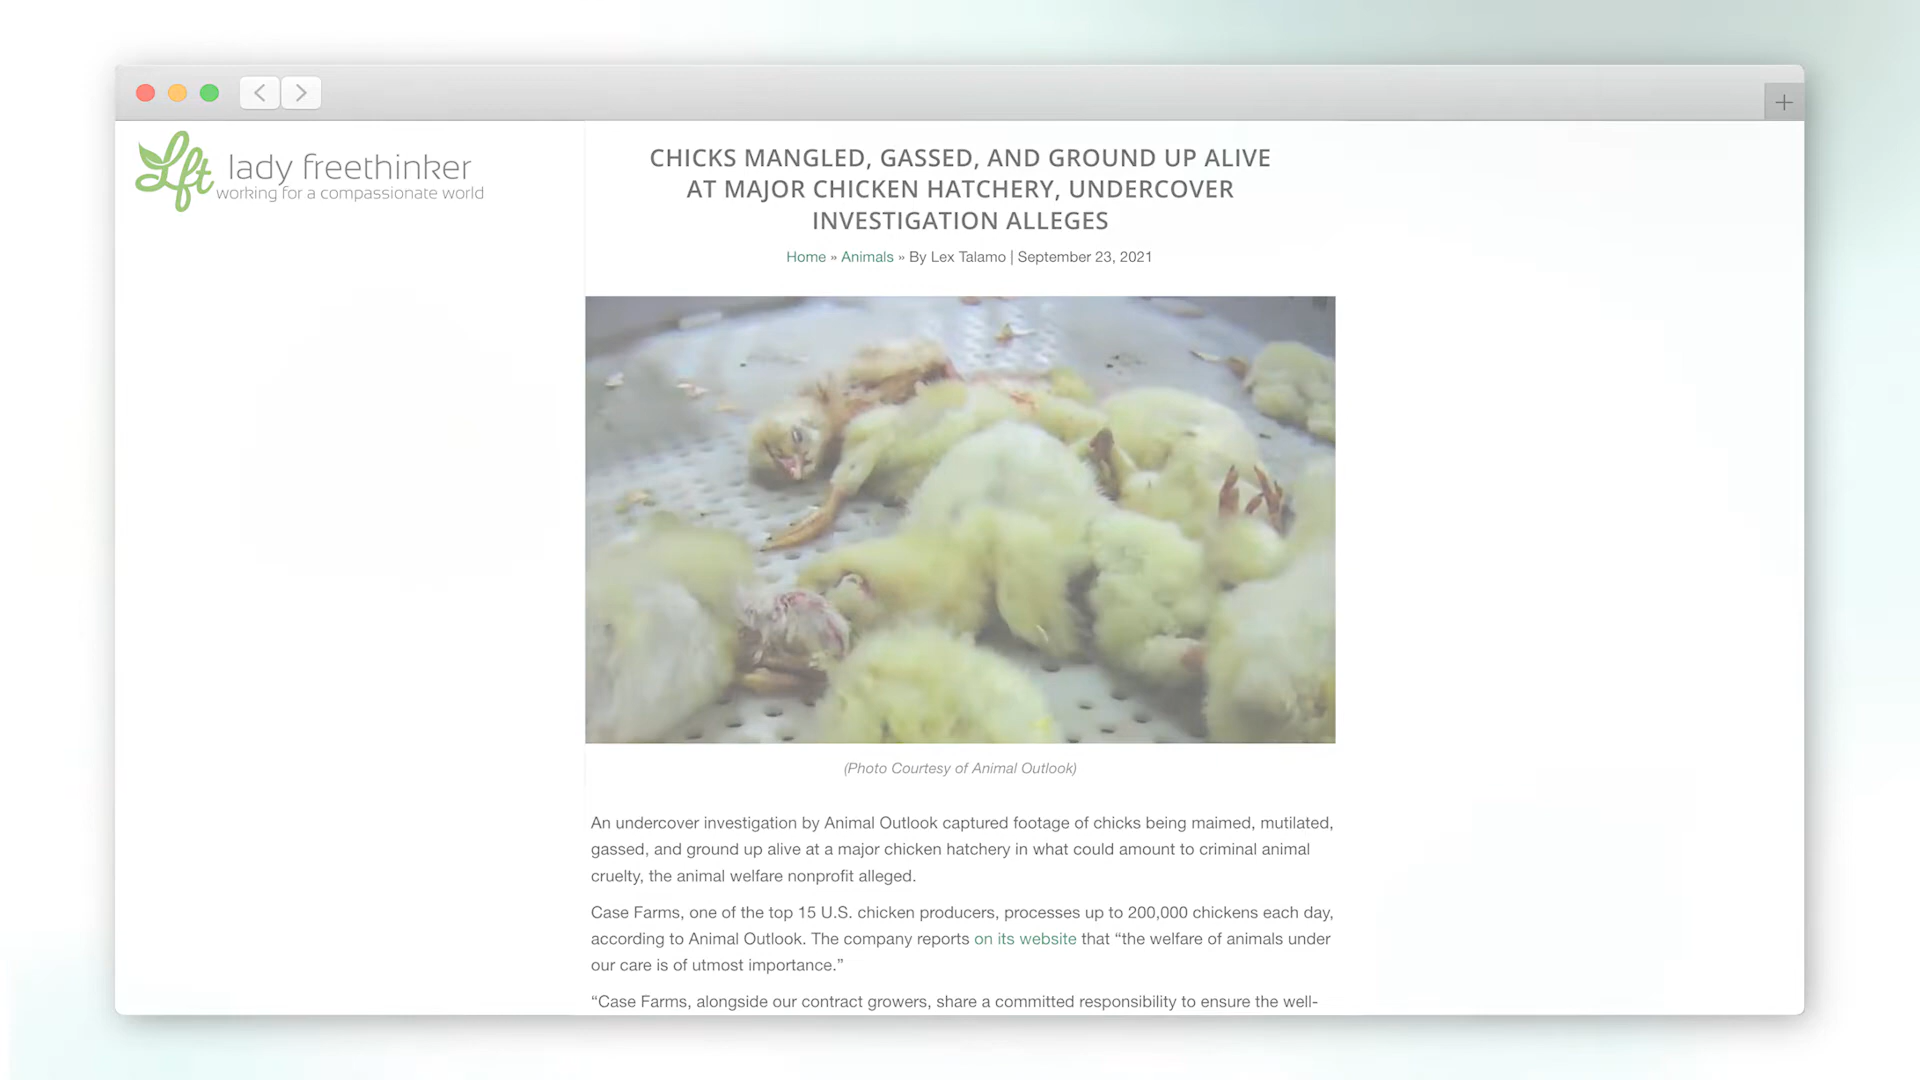 lady freethinker
working for a compassionate world
CHICKS MANGLED, GASSED, AND GROUND UP ALIVE
AT MAJOR CHICKEN HATCHERY, UNDERCOVER
INVESTIGATION ALLEGES
Home » Animals » By Lex Talamo | September 23, 2021
(Photo Courtesy of Animal Outlook)
An undercover investigation by Animal Outlook captured footage of chicks being maimed, mutilated,
gassed, and ground up alive at a major chicken hatchery in what could amount to criminal animal
cruelty, the animal welfare nonprofit alleged.
Case Farms, one of the top 15 U.S. chicken producers, processes up to 200,000 chickens each day,
according to Animal Outlook. The company reports on its website that “the welfare of animals under
our care is of utmost importance.”
“Case Farms, alongside our contract growers, share a committed responsibility to ensure the well-